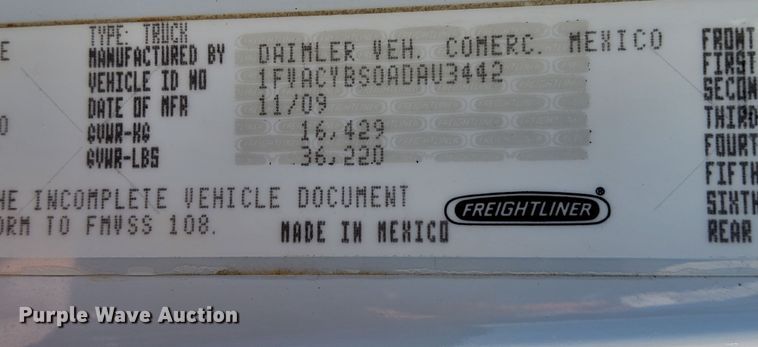 TYPE: TRUCK
MANUFACTURED BY DAIMLER VEH. COMERC. MEXICO
VEHICLE ID NO 1FVACYBS0ADAV3442
DATE OF MFR 11/09
GVWR-KG 16,429
GVWR-LBS 36,220
HE INCOMPLETE VEHICLE DOCUMENT
ORM TO FMVSS 108.
MADE IN MEXICO
FREIGHTLINER®
E
0
FRONT
FIRST
SECON
THIRD
FOURT
FIFTH
SIXTH
REAR
Purple Wave Auction